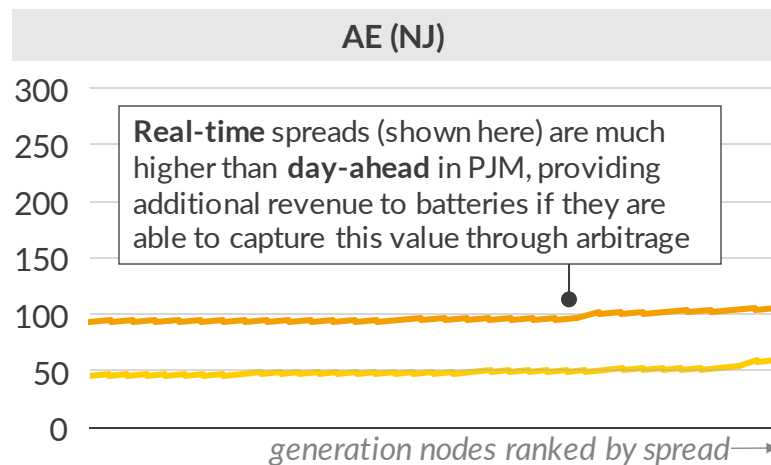 AE (NJ)
300
Real-time spreads (shown here) are much
250
higher than day-ahead in PJM, providing
200
additional revenue to batteries if they are
able to capture this value through arbitrage
150
100
50
0
generation nodes ranked by spread